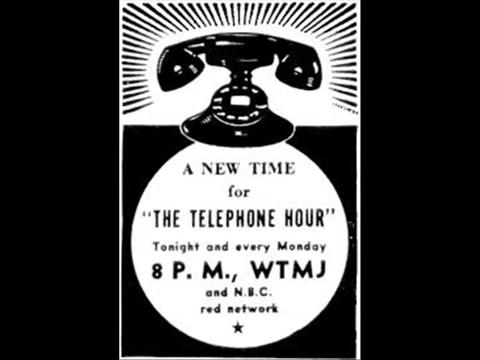 A NEW TIME
for
"THE TELEPHONE HOUR"
Tonight and every Monday
8 P. M., WTMJ
and N.B.C.
red network